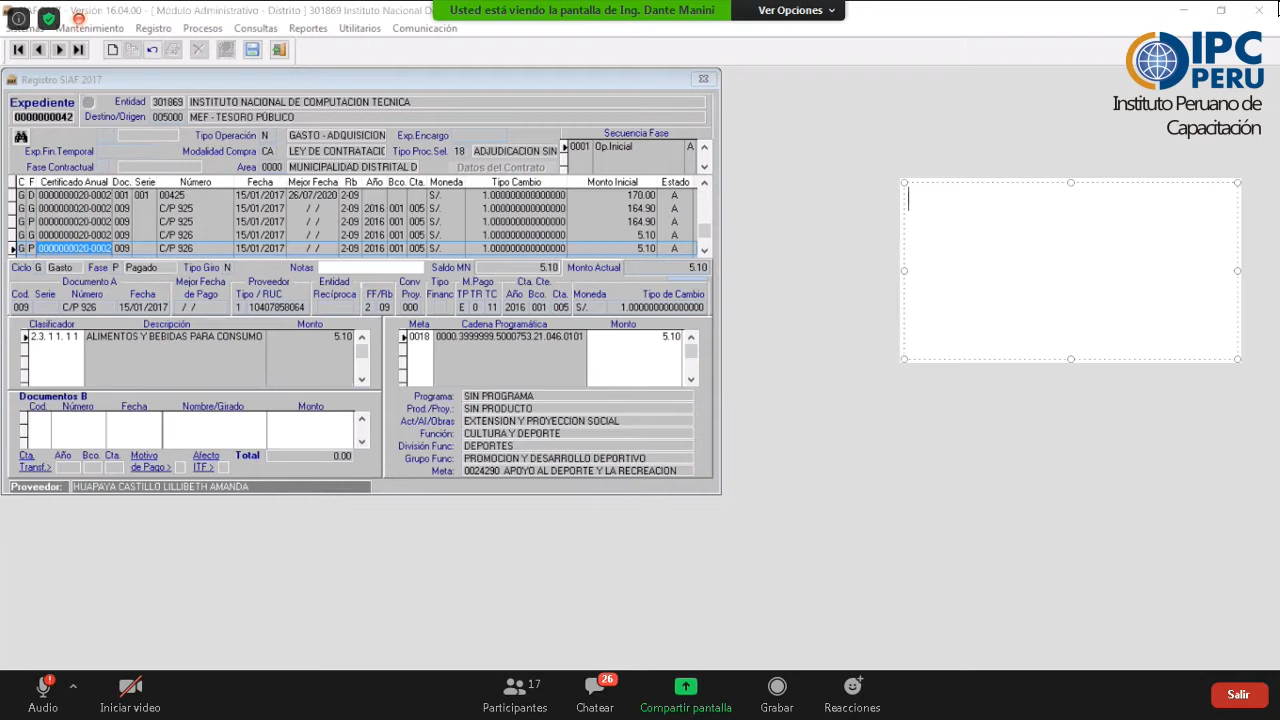 Versión 16.04.00 - [ Módulo Administrativo - Distrito ] 301869 Instituto Nacional D
Usted está viendo la pantalla de Ing. Dante Manini
Ver Opciones
Mantenimiento Registro Procesos Consultas Reportes Utilitarios Comunicación
IPC
PERU
Instituto Peruano de
Capacitación
Registro SIAF 2017
Expediente Entidad 301869 INSTITUTO NACIONAL DE COMPUTACION TECNICA
0000000042 Destino/Origen 005000 MEF - TESORO PÚBLICO
Tipo Operación N GASTO - ADQUISICION Exp.Encargo Secuencia Fase
Exp.Fin.Temporal Modalidad Compra CA LEY DE CONTRATACIO Tipo Proc.Sel. 18 ADJUDICACION SIN 0001 Op.Inicial A
Fase Contractual Area 0000 MUNICIPALIDAD DISTRITAL D Datos del Contrato
C F Certificado Anual Doc. Serie Número Fecha Mejor Fecha Rb Año Bco. Cta. Moneda Tipo Cambio Monto Inicial Estado
G D 0000000020-0002 001 001 00425 15/01/2017 26/07/2020 2-09 S/. 1.0000000000000 170.00 A
G G 0000000020-0002 009 C/P 925 15/01/2017 / / 2-09 2016 001 005 S/. 1.0000000000000 164.90 A
G P 0000000020-0002 009 C/P 925 15/01/2017 / / 2-09 2016 001 005 S/. 1.0000000000000 164.90 A
G G 0000000020-0002 009 C/P 926 15/01/2017 / / 2-09 2016 001 005 S/. 1.0000000000000 5.10 A
G P 0000000020-0002 009 C/P 926 15/01/2017 / / 2-09 2016 001 005 S/. 1.0000000000000 5.10 A
Ciclo G Gasto Fase P Pagado Tipo Giro N Notas Saldo MN 5.10 Monto Actual 5.10
Documento A Mejor Fecha Proveedor Entidad Conv Tipo M.Pago Cta. Cte.
Cod. Serie Número Fecha de Pago Tipo / RUC Recíproca FF/Rb Proy. Financ TP TR TC Año Bco. Cta. Moneda Tipo de Cambio
009 C/P 926 15/01/2017 / / 1 10407858064 2 09 000 E 0 11 2016 001 005 S/. 1.000000000000
Clasificador Descripción Monto Meta Cadena Programática Monto
2.3. 1 1. 1 1 ALIMENTOS Y BEBIDAS PARA CONSUMO 5.10 0018 0000.3999999.5000753.21.046.0101 5.10
Documentos B
Cod. Número Fecha Nombre/Girado Monto
Cta. Año Bco. Cta. Motivo Afecto Total 0.00
Transf.> de Pago > ITF.>
Programa: SIN PROGRAMA
Prod./Proy.: SIN PRODUCTO
Act/AI/Obras EXTENSION Y PROYECCION SOCIAL
Función: CULTURA Y DEPORTE
División Func: DEPORTES
Grupo Func: PROMOCION Y DESARROLLO DEPORTIVO
Meta: 0024290 APOYO AL DEPORTE Y LA RECREACION
Proveedor: HUAPAYA CASTILLO LILLIBETH AMANDA
26
17
Audio Iniciar video Participantes Chatear Compartir pantalla Grabar Reacciones Salir